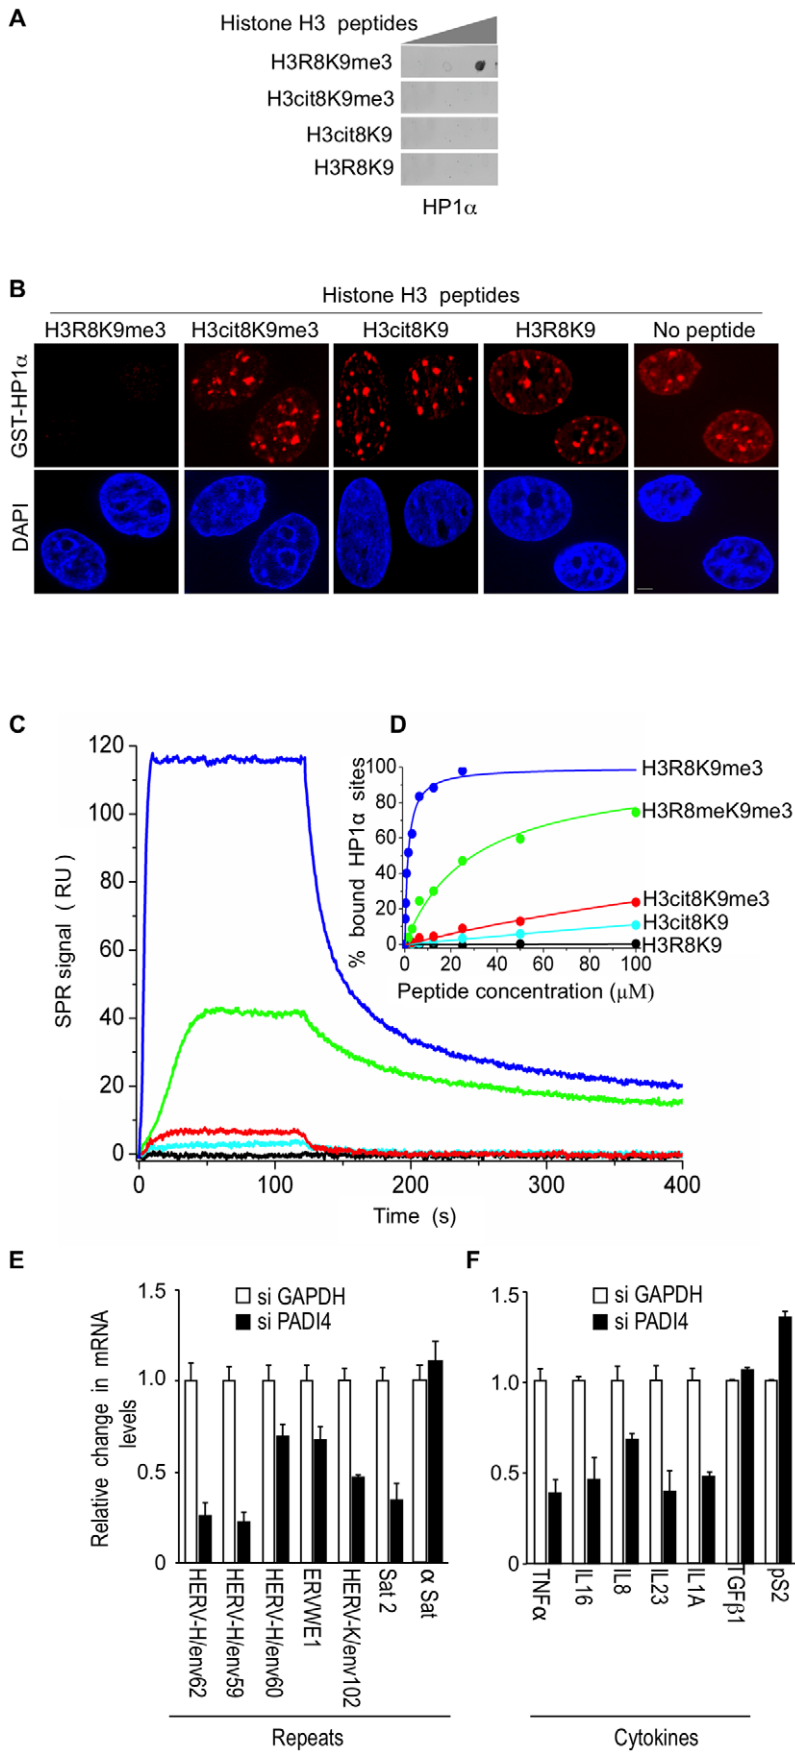 A
Histone H3 peptides
H3R8K9me3
H3cit8K9me3
H3cit8K9
H3R8K9
HP1α
B
Histone H3 peptides
H3R8K9me3 H3cit8K9me3 H3cit8K9 H3R8K9 No peptide
GST-HP1α
DAPI
C
SPR signal ( RU )
120
100
80
60
40
20
0
0 100 200 300 400
Time (s)
D
% bound HP1α sites
100
80
60
40
20
0
0 20 40 60 80 100
Peptide concentration (μM)
H3R8K9me3
H3R8meK9me3
H3cit8K9me3
H3cit8K9
H3R8K9
E
Relative change in mRNA
levels
1.5
1.0
0.5
0
si GAPDH
si PADI4
HERV-H/env62
HERV-H/env59
HERV-H/env60
ERVWE1
HERV-K/env102
Sat 2
α Sat
Repeats
F
1.5
1.0
0.5
0
si GAPDH
si PADI4
TNFα
IL16
IL8
IL23
IL1A
TGFβ1
pS2
Cytokines